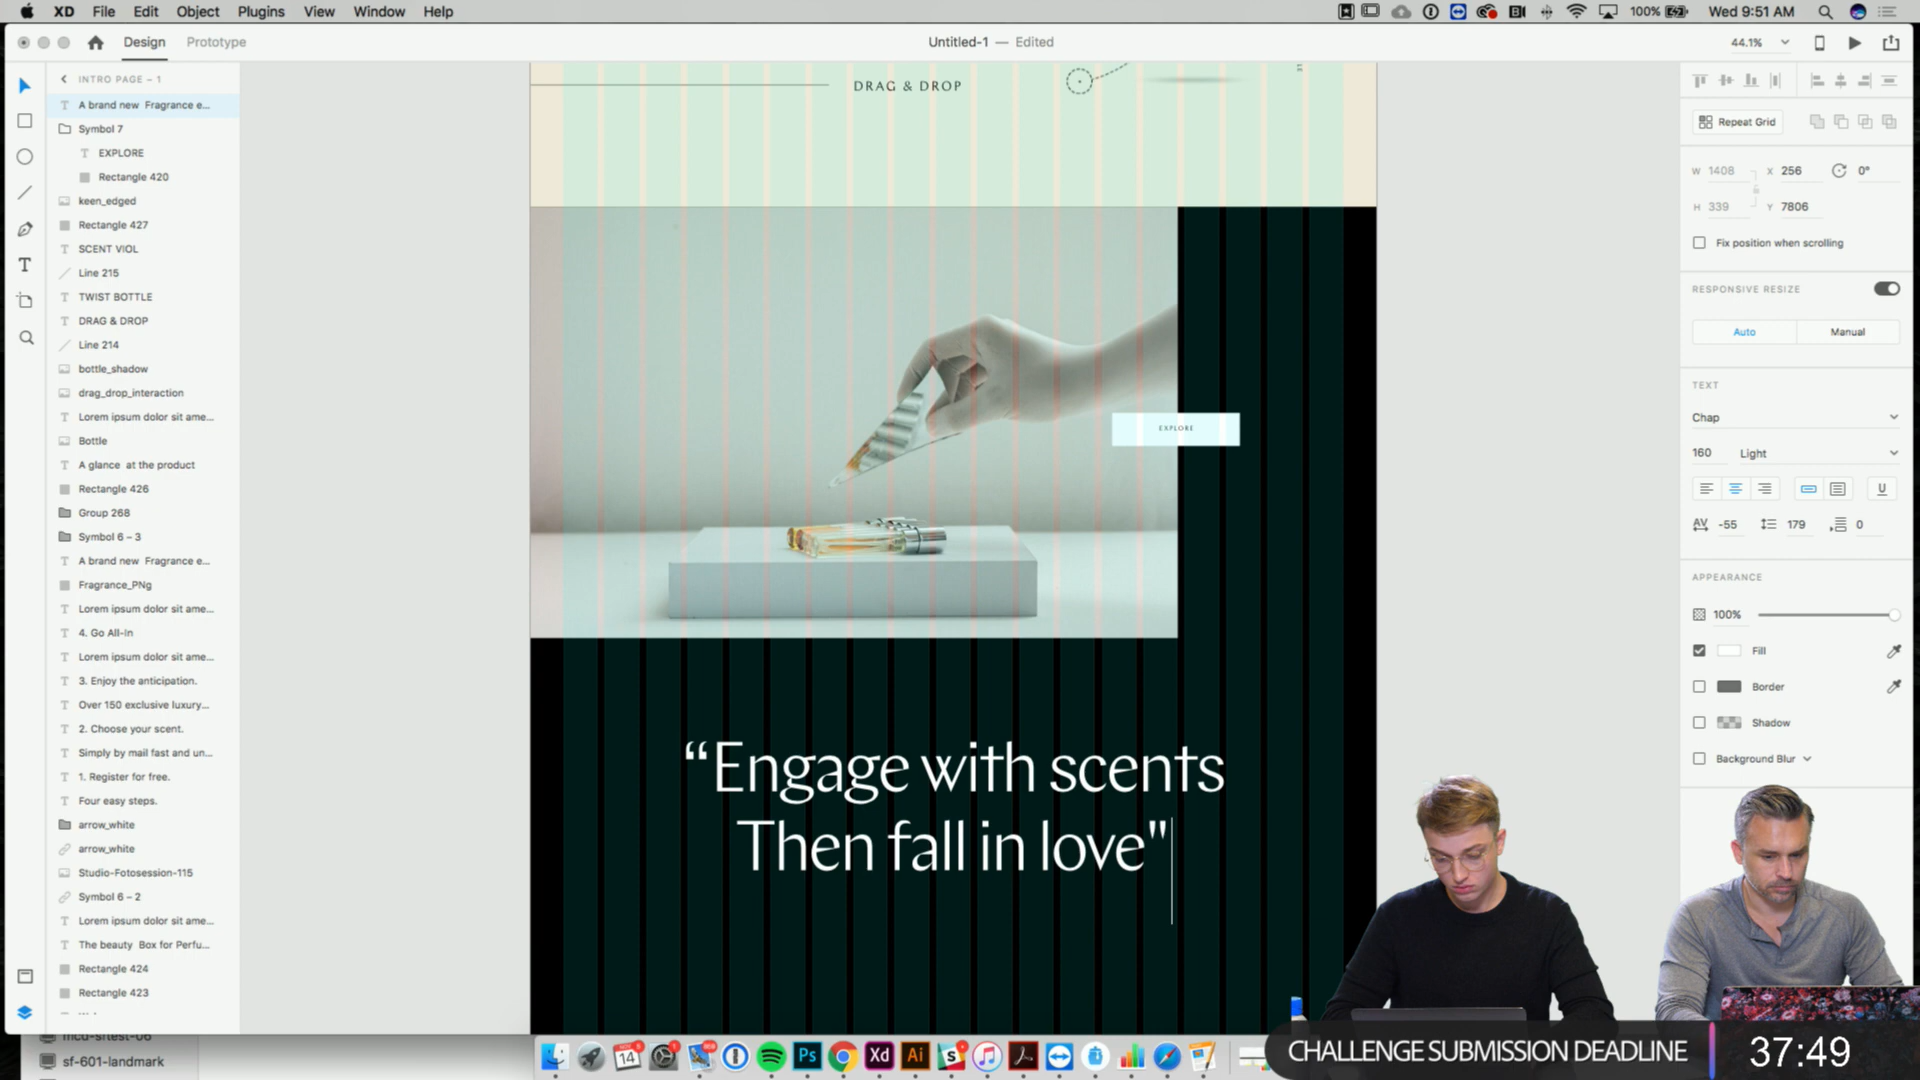 XD File Edit Object Plugins View Window Help
100% Wed 9:51 AM
Design Prototype
Untitled-1 — Edited
44.1%
INTRO PAGE – 1
A brand new Fragrance e...
Symbol 7
EXPLORE
Rectangle 420
keen_edged
Rectangle 427
SCENT VIOL
Line 215
TWIST BOTTLE
DRAG & DROP
Line 214
bottle_shadow
drag_drop_interaction
Lorem ipsum dolor sit ame...
Bottle
A glance at the product
Rectangle 426
Group 268
Symbol 6 – 3
A brand new Fragrance e...
Fragrance_PNg
Lorem ipsum dolor sit ame...
4. Go All-In
Lorem ipsum dolor sit ame...
3. Enjoy the anticipation.
Over 150 exclusive luxury...
2. Choose your scent.
Simply by mail fast and un...
1. Register for free.
Four easy steps.
arrow_white
arrow_white
Studio-Fotosession-115
Symbol 6 – 2
Lorem ipsum dolor sit ame...
The beauty Box for Perfu...
Rectangle 424
Rectangle 423
mcd-sftest-06
sf-601-landmark
DRAG & DROP
EXPLORE
“Engage with scents
Then fall in love"
Repeat Grid
W 1408 X 256 0°
H 339 Y 7806
Fix position when scrolling
RESPONSIVE RESIZE
Auto Manual
TEXT
Chap
160 Light
U
AV -55 179 0
APPEARANCE
100%
Fill
Border
Shadow
Background Blur
NOV
14
Ps
Xd
Ai
S
CHALLENGE SUBMISSION DEADLINE 37:49